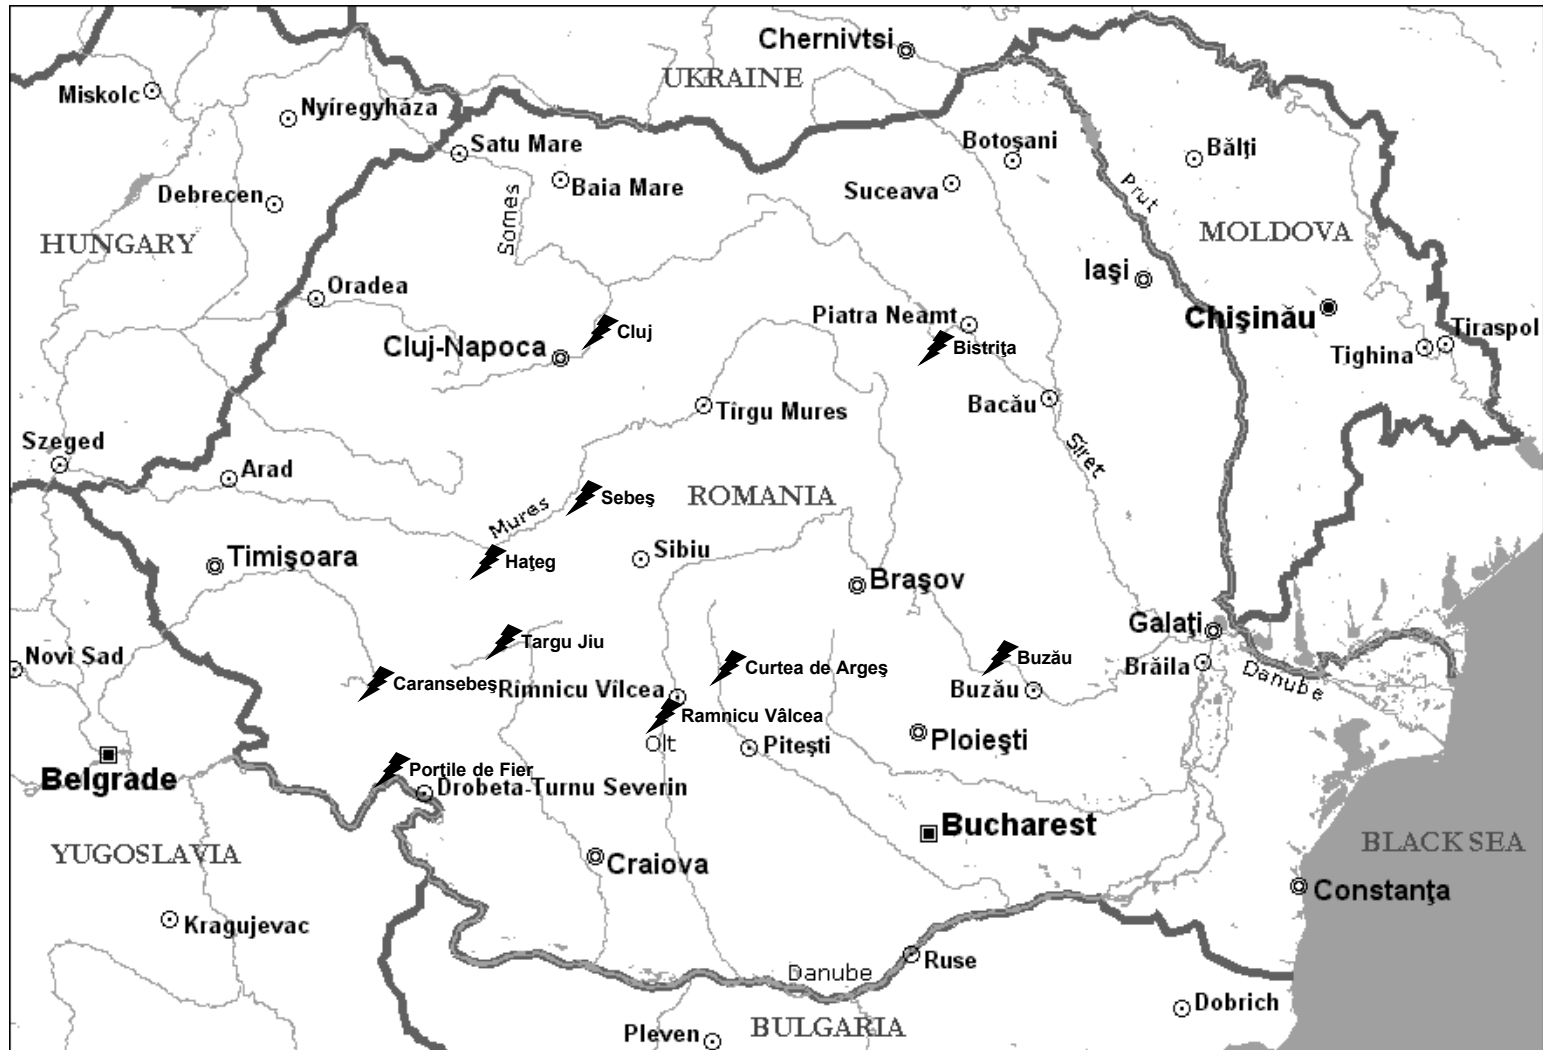 Chernivtsi
UKRAINE
Miskolc
Nyíregyháza
Satu Mare
Botoşani
Bălţi
Debrecen
Baia Mare
Suceava
Prut
Someş
HUNGARY
MOLDOVA
Iaşi
Oradea
Piatra Neamt
Chişinău
Tiraspol
Cluj
Cluj-Napoca
Bistriţa
Tighina
Tîrgu Mures
Bacău
Szeged
Siret
Arad
Sebeş
ROMANIA
Mures
Haţeg
Sibiu
Timişoara
Braşov
Galaţi
Targu Jiu
Novi Sad
Curtea de Argeş
Buzău
Brăila
Caransebeş
Rimnicu Vîlcea
Buzău
Danube
Ramnicu Vâlcea
Olt
Piteşti
Ploieşti
Belgrade
Porţile de Fier
Drobeta-Turnu Severin
Bucharest
YUGOSLAVIA
BLACK SEA
Craiova
Constanţa
Kragujevac
Danube
Ruse
Dobrich
Pleven
BULGARIA